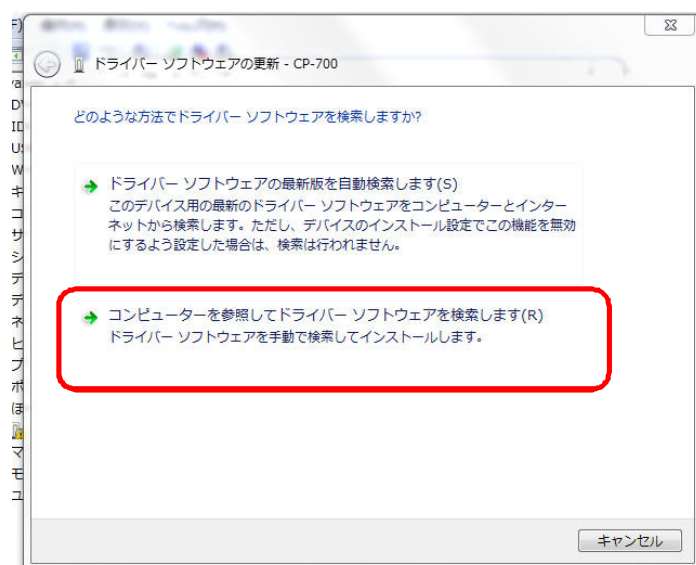 ドライバー ソフトウェアの更新 - CP-700
どのような方法でドライバー ソフトウェアを検索しますか?
ドライバー ソフトウェアの最新版を自動検索します(S)
このデバイス用の最新のドライバー ソフトウェアをコンピューターとインター
ネットから検索します。ただし、デバイスのインストール設定でこの機能を無効
にするよう設定した場合は、検索は行われません。
コンピューターを参照してドライバー ソフトウェアを検索します(R)
ドライバー ソフトウェアを手動で検索してインストールします。
キャンセル